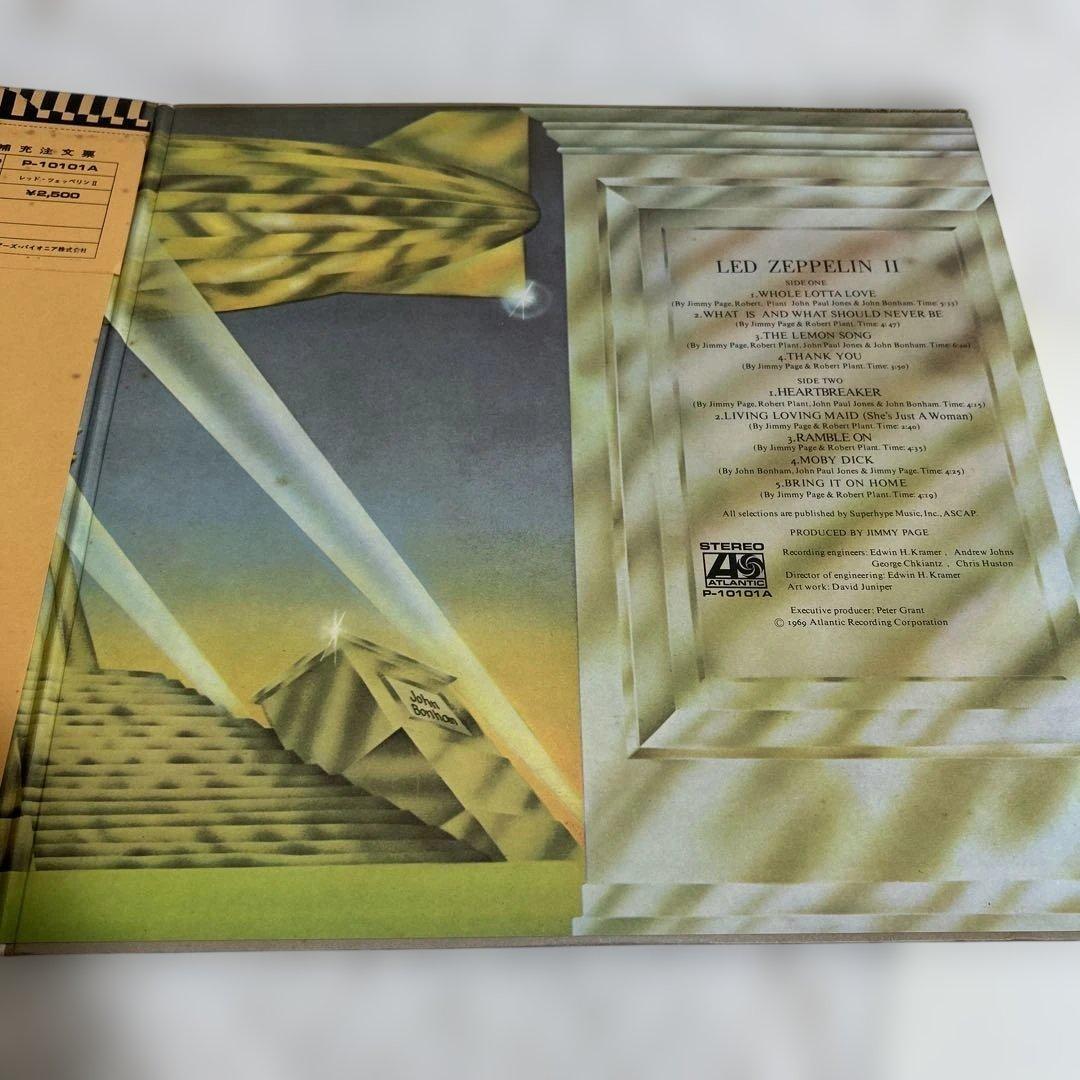 補充注文票
P-10101A
レッド・ツェッペリンⅡ
¥2,500
ナーズ・パイオニア株式会社
LED ZEPPELIN II
SIDE ONE
1.WHOLE LOTTA LOVE
(By Jimmy Page, Robert, Plant John Paul Jones & John Bonham. Time: 5:33)
2.WHAT IS AND WHAT SHOULD NEVER BE
(By Jimmy Page & Robert Plant. Time: 4:47)
3.THE LEMON SONG
(By Jimmy Page, Robert Plant, John Paul Jones & John Bonham. Time: 6:20)
4.THANK YOU
(By Jimmy Page & Robert Plant. Time: 3:50)
SIDE TWO
1.HEARTBREAKER
(By Jimmy Page, Robert Plant, John Paul Jones & John Bonham. Time: 4:15)
2.LIVING LOVING MAID (She's Just A Woman)
(By Jimmy Page & Robert Plant. Time: 2:40)
3.RAMBLE ON
(By Jimmy Page & Robert Plant. Time: 4:35)
4.MOBY DICK
(By John Bonham, John Paul Jones & Jimmy Page. Time: 4:25)
5.BRING IT ON HOME
(By Jimmy Page & Robert Plant. Time: 4:19)
All selections are published by Superhype Music, Inc., ASCAP.
PRODUCED BY JIMMY PAGE
STEREO
ATLANTIC
P-10101A
Recording engineers: Edwin H. Kramer , Andrew Johns
George Chkiantz , Chris Huston
Director of engineering: Edwin H. Kramer
Art work: David Juniper
Executive producer: Peter Grant
© 1969 Atlantic Recording Corporation
John
Bonham